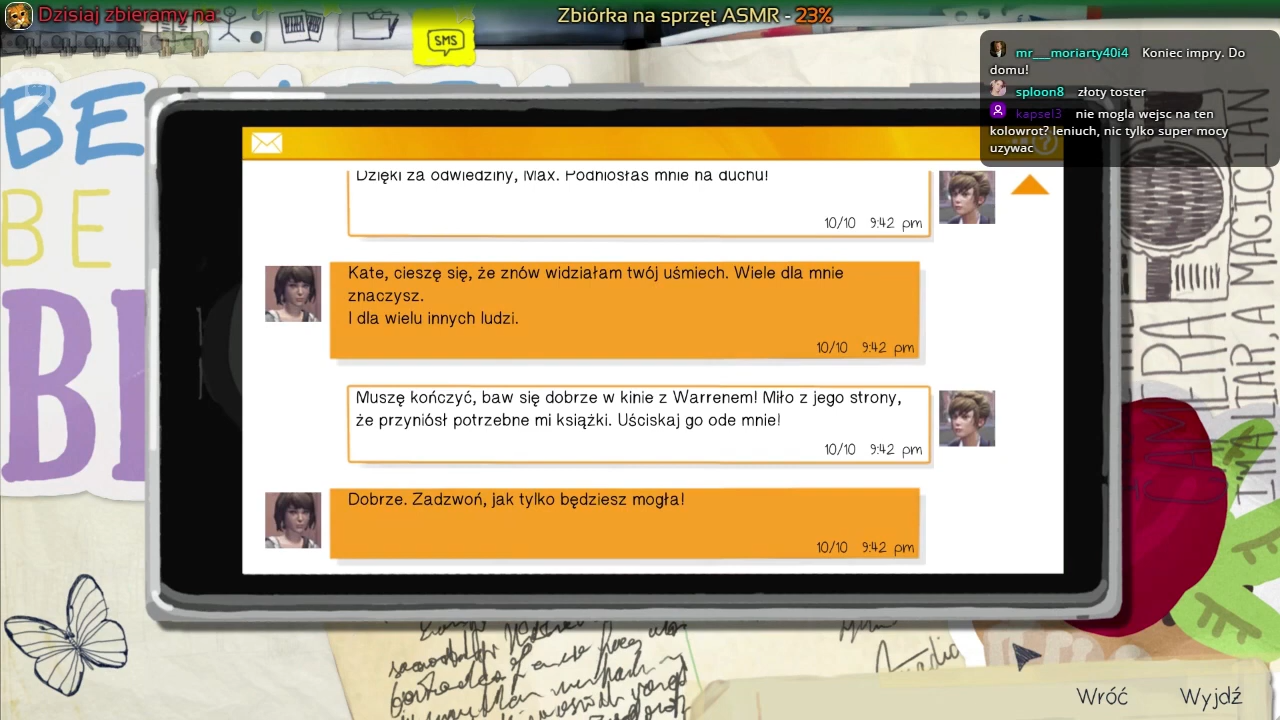 Dzisiaj zbieramy na
Zbiórka na sprzęt ASMR - 23%
SMS
mr___moriarty40i4 Koniec impry. Do
domu!
sploon8 złoty toster
kapsel3 nie mogla wejsc na ten
kolowrot? leniuch, nic tylko super mocy
uzywac
Dzięki za odwiedziny, Max. Podniosłaś mnie na duchu!
10/10 9:42 pm
Kate, cieszę się, że znów widziałam twój uśmiech. Wiele dla mnie
znaczysz.
I dla wielu innych ludzi.
10/10 9:42 pm
Muszę kończyć, baw się dobrze w kinie z Warrenem! Miło z jego strony,
że przyniósł potrzebne mi książki. Uściskaj go ode mnie!
10/10 9:42 pm
Dobrze. Zadzwoń, jak tylko będziesz mogła!
10/10 9:42 pm
BE
BE
Wróć Wyjdź